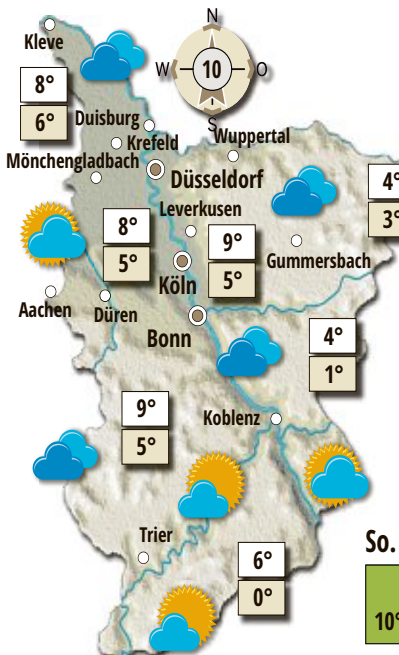 N
Kleve
W 10 O
8°
6°
S
Duisburg
Krefeld
Wuppertal
Mönchengladbach
Düsseldorf
4°
3°
Leverkusen
8°
5°
9°
5°
Gummersbach
Köln
Aachen
Düren
Bonn
4°
1°
9°
5°
Koblenz
Trier
So.
6°
0°
10°